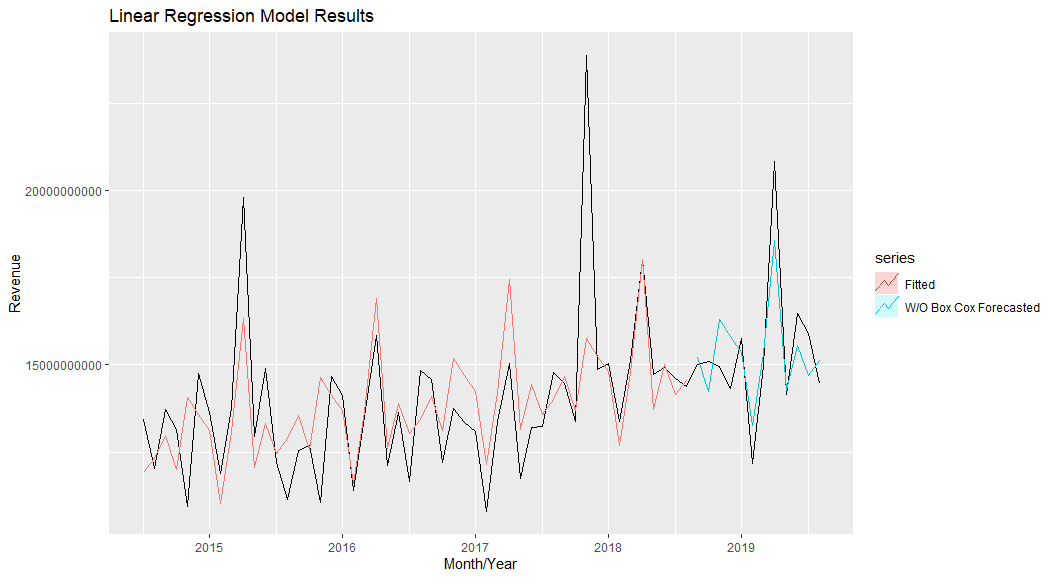 Linear Regression Model Results
20000000000
15000000000
Revenue
2015
2016
2017
2018
2019
Month/Year
series
Fitted
W/O Box Cox Forecasted